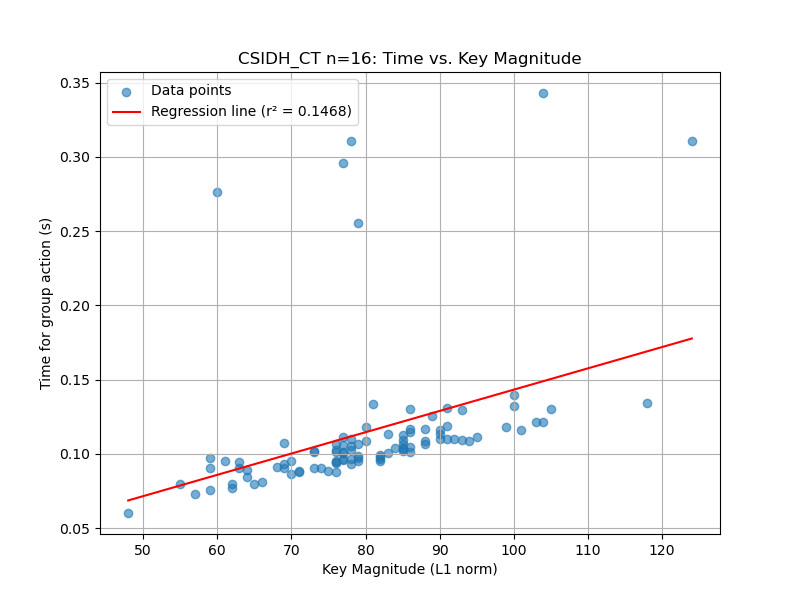 CSIDH_CT n=16: Time vs. Key Magnitude
Data points
Regression line (r² = 0.1468)
Time for group action (s)
0.35
0.30
0.25
0.20
0.15
0.10
0.05
50 60 70 80 90 100 110 120
Key Magnitude (L1 norm)